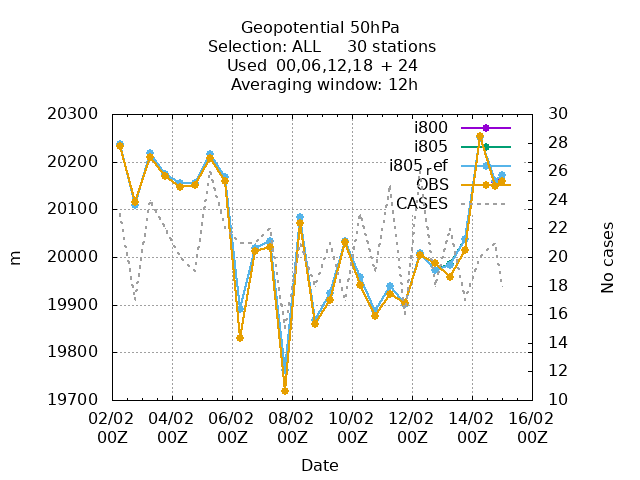 Geopotential 50hPa
Selection: ALL     30 stations
Used  00,06,12,18  + 24
Averaging window: 12h
20300
20200
20100
20000
19900
19800
19700
m
30
28
26
24
22
20
18
16
14
12
10
No cases
i800
i805
i805ref
OBS
CASES
02/02 00Z
04/02 00Z
06/02 00Z
08/02 00Z
10/02 00Z
12/02 00Z
14/02 00Z
16/02 00Z
Date